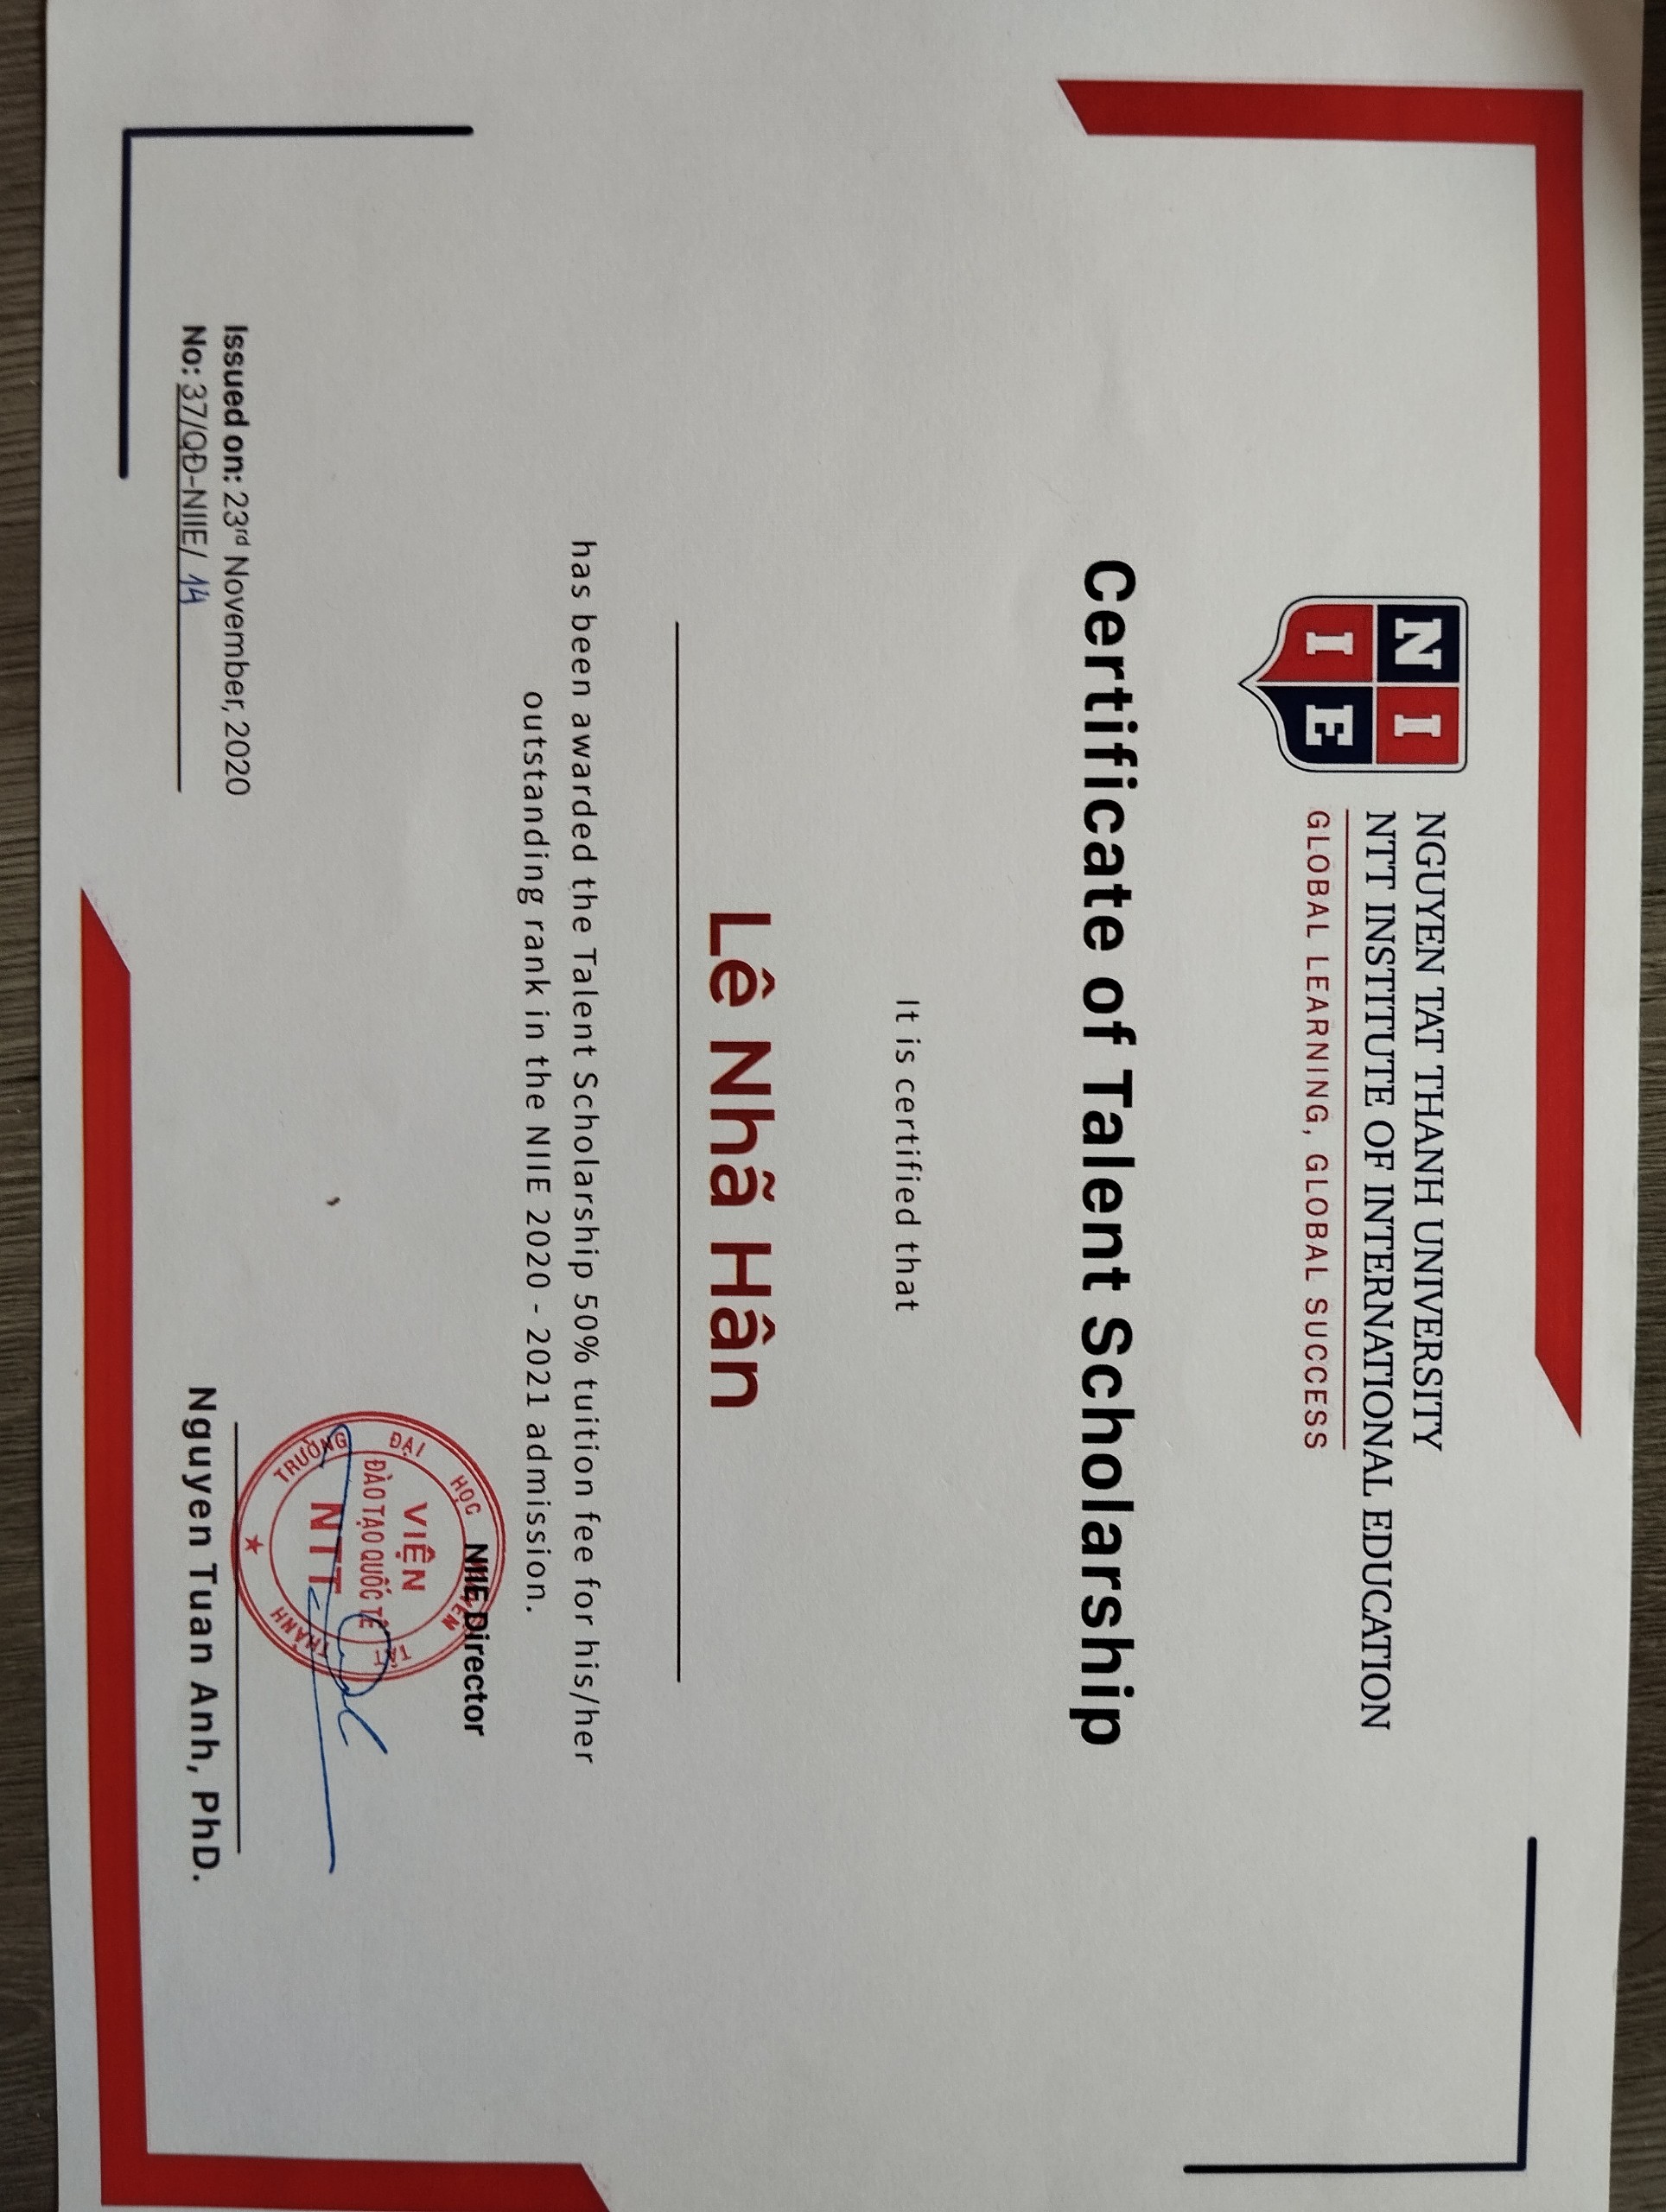 N I
I E
NGUYEN TAT THANH UNIVERSITY
NTT INSTITUTE OF INTERNATIONAL EDUCATION
GLOBAL LEARNING, GLOBAL SUCCESS
Certificate of Talent Scholarship
It is certified that
Lê Nhã Hân
has been awarded the Talent Scholarship 50% tuition fee for his/her
outstanding rank in the NIIE 2020 - 2021 admission.
NIIE Director
TRƯỜNG ĐẠI HỌC NGUYỄN TẤT THÀNH
VIỆN
ĐÀO TẠO QUỐC TẾ
NTT
Issued on: 23rd November, 2020
No: 37/QĐ-NIIE/ 14
Nguyen Tuan Anh, PhD.